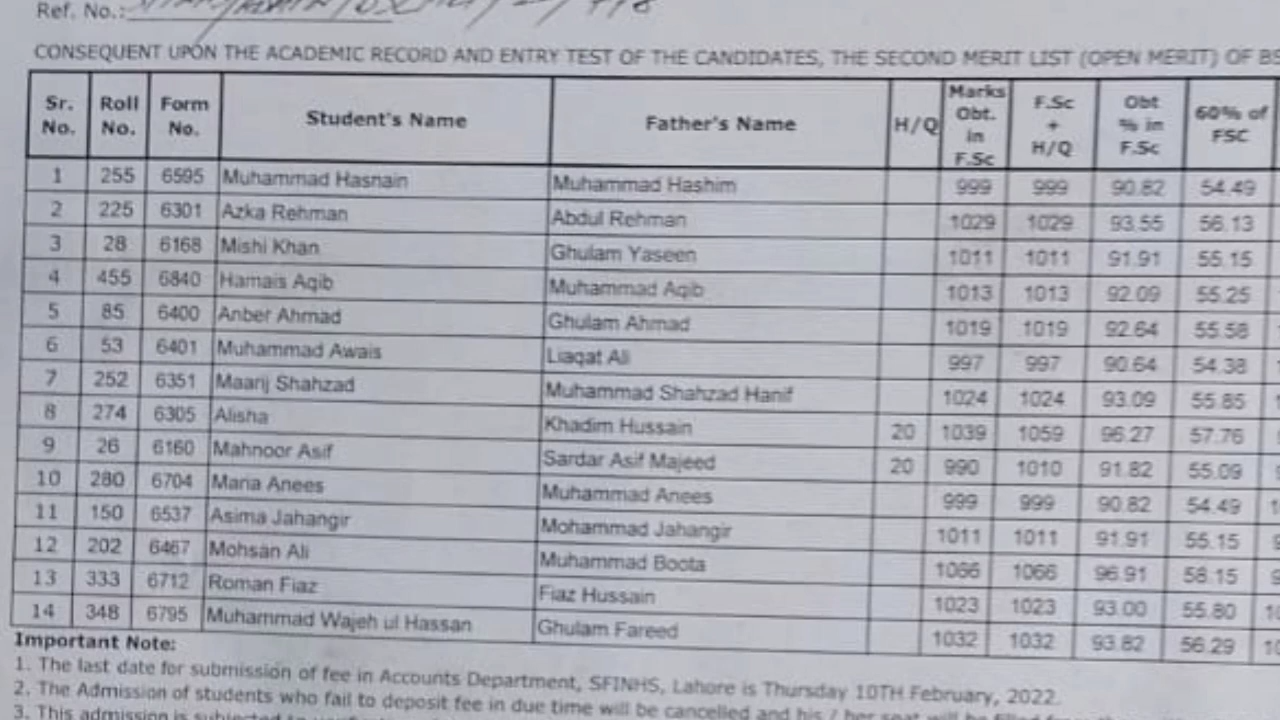 Ref. No.:
CONSEQUENT UPON THE ACADEMIC RECORD AND ENTRY TEST OF THE CANDIDATES, THE SECOND MERIT LIST (OPEN MERIT) OF BS
Sr. No. Roll No. Form No. Student's Name Father's Name H/Q Marks Obt. in F.Sc F.Sc + H/Q Obt % in F.Sc 60% of FSC
1 255 6595 Muhammad Hasnain Muhammad Hashim 999 999 90.82 54.49
2 225 6301 Azka Rehman Abdul Rehman 1029 1029 93.55 56.13
3 28 6168 Mishi Khan Ghulam Yaseen 1011 1011 91.91 55.15
4 455 6840 Hamais Aqib Muhammad Aqib 1013 1013 92.09 55.25
5 85 6400 Anber Ahmad Ghulam Ahmad 1019 1019 92.64 55.58
6 53 6401 Muhammad Awais Liaqat Ali 997 997 90.64 54.38
7 252 6351 Maarij Shahzad Muhammad Shahzad Hanif 1024 1024 93.09 55.85
8 274 6305 Alisha Khadim Hussain 20 1039 1059 96.27 57.76
9 26 6160 Mahnoor Asif Sardar Asif Majeed 20 990 1010 91.82 55.09
10 280 6704 Maria Anees Muhammad Anees 999 999 90.82 54.49
11 150 6537 Asima Jahangir Mohammad Jahangir 1011 1011 91.91 55.15
12 202 6467 Mohsan Ali Muhammad Boota 1066 1066 96.91 58.15
13 333 6712 Roman Fiaz Fiaz Hussain 1023 1023 93.00 55.80
14 348 6795 Muhammad Wajeh ul Hassan Ghulam Fareed 1032 1032 93.82 56.29
Important Note:
1. The last date for submission of fee in Accounts Department, SFINHS, Lahore is Thursday 10TH February, 2022.
2. The Admission of students who fail to deposit fee in due time will be cancelled and his / her seat will be filled
3. This admission is subjected to